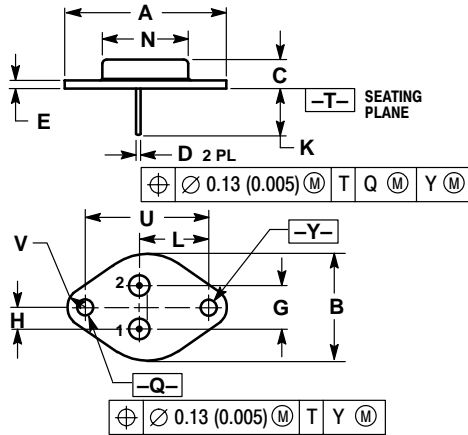 A
N
C
E
–T– SEATING PLANE
K
D 2 PL
⌖ ∅ 0.13 (0.005) Ⓜ T Q Ⓜ Y Ⓜ
U
V
L
–Y–
2
H
G
B
1
–Q–
⌖ ∅ 0.13 (0.005) Ⓜ T Y Ⓜ